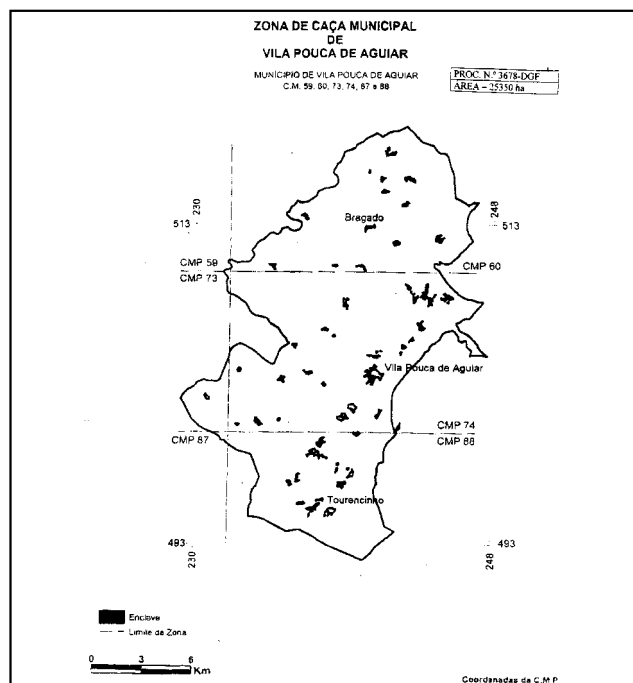 ZONA DE CAÇA MUNICIPAL
DE
VILA POUCA DE AGUIAR
MUNICIPIO DE VILA POUCA DE AGUIAR
C.M. 59, 60, 73, 74, 87 e 88
PROC. N.º 3678-DGF
AREA – 25350 ha
230
248
513
513
Bragado
CMP 59
CMP 60
CMP 73
Vila Pouca de Aguiar
CMP 74
CMP 87
CMP 88
Tourencinho
493
493
230
248
Enclave
Limite da Zona
0 3 6
Km
Coordenadas da C.M.P.